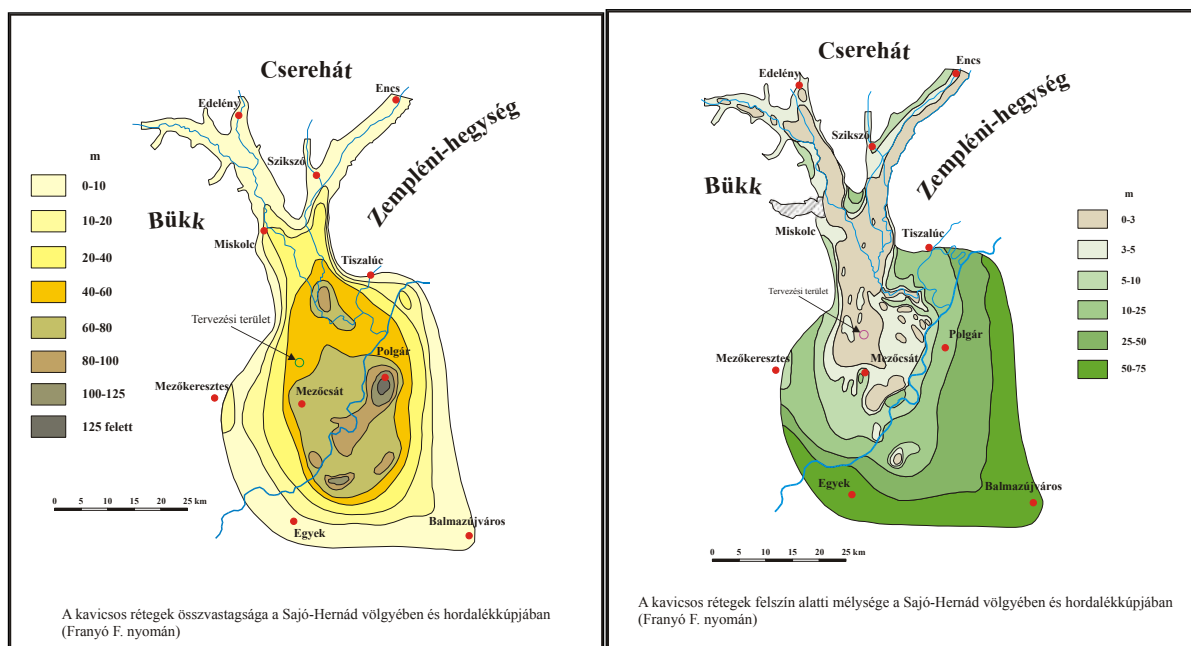 Cserehát
Edelény
Encs
Szikszó
Zempléni-hegység
Bükk
Miskolc
Tiszalúc
Tervezési terület
Polgár
Mezőkeresztes
Mezőcsát
Egyek
Balmazújváros
m
0-10
10-20
20-40
40-60
60-80
80-100
100-125
125 felett
0 5 10 15 20 25 km
A kavicsos rétegek összvastagsága a Sajó-Hernád völgyében és hordalékkúpjában
(Franyó F. nyomán)
Cserehát
Edelény
Encs
Szikszó
Zempléni-hegység
Bükk
Miskolc
Tiszalúc
Tervezési terület
Polgár
Mezőkeresztes
Mezőcsát
Egyek
Balmazújváros
m
0-3
3-5
5-10
10-25
25-50
50-75
0 5 10 15 20 25 km
A kavicsos rétegek felszín alatti mélysége a Sajó-Hernád völgyében és hordalékkúpjában
(Franyó F. nyomán)